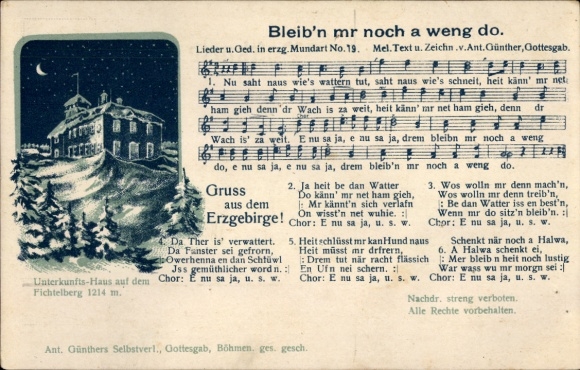 Bleib'n mr noch a weng do.
Lieder u. Ged. in erzg. Mundart No. 19. Mel. Text u. Zeichn. v. Ant. Günther, Gottesgab.
1. Nu saht naus wie's wattern tut, saht naus wie's schneit, heit känn' mr net
ham gieh denn' dr Wach is za weit, heit känn' mr net ham gieh, denn dr
Chor
Wach is' za weit. E nu sa ja, e nu sa ja, drem bleibn mr noch a weng
do, e nu sa ja, e nu sa ja, drem bleib'n mr noch a weng do.
Gruss
aus dem
Erzgebirge!
2. Ja heit be dan Watter
Do känn' mr net ham gieh,
|: Mr kännt'n sich verlafn
On wisst'n net wuhie. :|
Chor: E nu sa ja, u. s. w.
3. Wos wolln mr denn mach'n,
Wos wolln mr denn treib'n,
|: Be dan Watter iss en best'n,
Wenn mr do sitz'n bleib'n. :|
Chor: E nu sa ja, u. s. w.
4. Da Ther is' verwattert.
Da Fanster sei gefrorn,
|: Owerhenna en dan Schtüwl
Jss gemüthlicher word n. :|
Chor: E nu sa ja, u. s. w.
5. Heit schlüsst mr kan Hund naus
Heit müsst mr drfrern,
|: Drem tut när racht flässich
En Ufn nei schern. :|
Chor: E nu sa ja, u. s. w.
Schenkt när noch a Halwa,
6. A Halwa schenkt ei,
|: Mer bleib n heit noch lustig
War wass wu mr morgn sei :|
Chor: E nu sa ja, u. s. w.
Unterkunfts-Haus auf dem
Fichtelberg 1214 m.
Nachdr. streng verboten.
Alle Rechte vorbehalten.
Ant. Günthers Selbstverl., Gottesgab, Böhmen. ges. gesch.